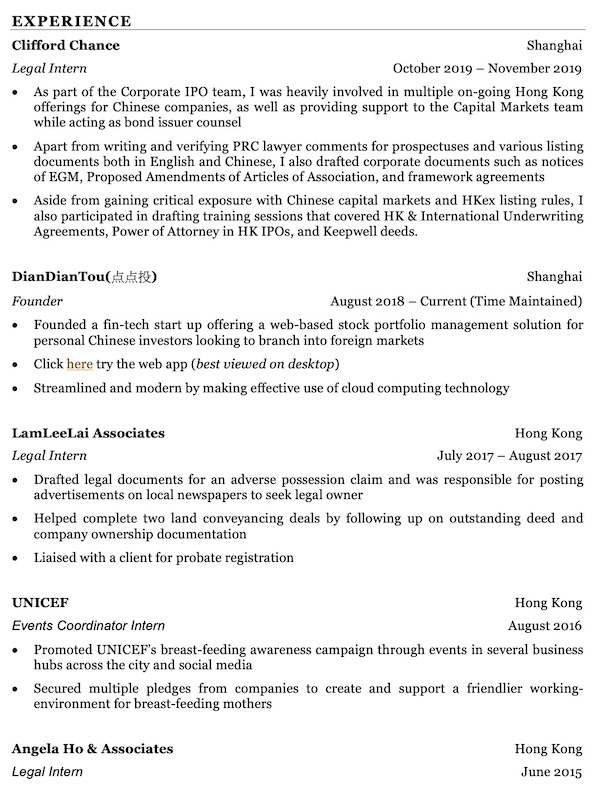 EXPERIENCE
Clifford Chance Shanghai
Legal Intern October 2019 – November 2019
• As part of the Corporate IPO team, I was heavily involved in multiple on-going Hong Kong
offerings for Chinese companies, as well as providing support to the Capital Markets team
while acting as bond issuer counsel
• Apart from writing and verifying PRC lawyer comments for prospectuses and various listing
documents both in English and Chinese, I also drafted corporate documents such as notices
of EGM, Proposed Amendments of Articles of Association, and framework agreements
• Aside from gaining critical exposure with Chinese capital markets and HKex listing rules, I
also participated in drafting training sessions that covered HK & International Underwriting
Agreements, Power of Attorney in HK IPOs, and Keepwell deeds.
DianDianTou(点点投) Shanghai
Founder August 2018 – Current (Time Maintained)
• Founded a fin-tech start up offering a web-based stock portfolio management solution for
personal Chinese investors looking to branch into foreign markets
• Click here try the web app (best viewed on desktop)
• Streamlined and modern by making effective use of cloud computing technology
LamLeeLai Associates Hong Kong
Legal Intern July 2017 – August 2017
• Drafted legal documents for an adverse possession claim and was responsible for posting
advertisements on local newspapers to seek legal owner
• Helped complete two land conveyancing deals by following up on outstanding deed and
company ownership documentation
• Liaised with a client for probate registration
UNICEF Hong Kong
Events Coordinator Intern August 2016
• Promoted UNICEF's breast-feeding awareness campaign through events in several business
hubs across the city and social media
• Secured multiple pledges from companies to create and support a friendlier working-
environment for breast-feeding mothers
Angela Ho & Associates Hong Kong
Legal Intern June 2015